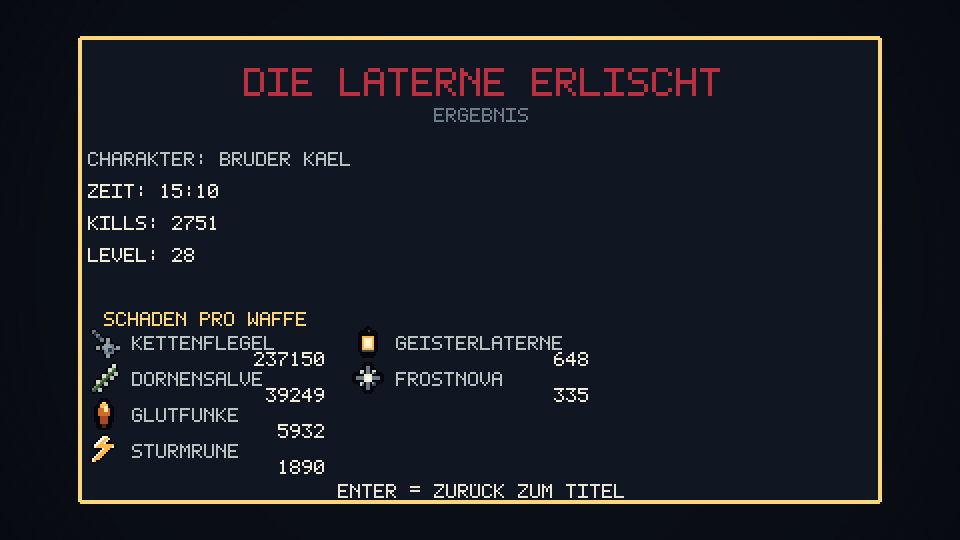 DIE LATERNE ERLISCHT
ERGEBNIS
CHARAKTER: BRUDER KAEL
ZEIT: 15:10
KILLS: 2751
LEVEL: 28
SCHADEN PRO WAFFE
KETTENFLEGEL
237150
DORNENSALVE
39249
GLUTFUNKE
5932
STURMRUNE
1890
GEISTERLATERNE
648
FROSTNOVA
335
ENTER = ZURÜCK ZUM TITEL